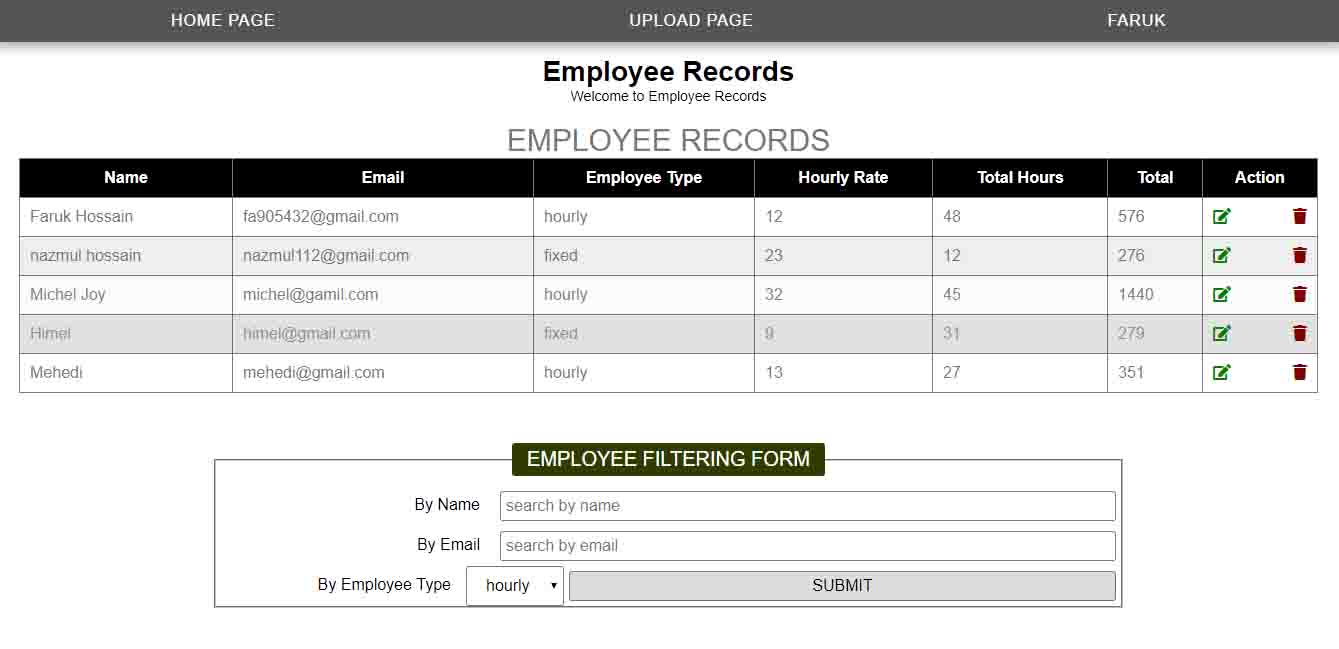 HOME PAGE UPLOAD PAGE FARUK
Employee Records
Welcome to Employee Records
EMPLOYEE RECORDS
Name Email Employee Type Hourly Rate Total Hours Total Action
Faruk Hossain fa905432@gmail.com hourly 12 48 576
nazmul hossain nazmul112@gmail.com fixed 23 12 276
Michel Joy michel@gamil.com hourly 32 45 1440
Himel himel@gmail.com fixed 9 31 279
Mehedi mehedi@gmail.com hourly 13 27 351
EMPLOYEE FILTERING FORM
By Name search by name
By Email search by email
By Employee Type hourly SUBMIT